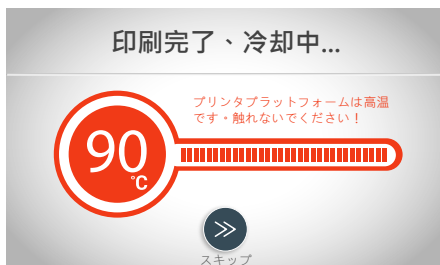 印刷完了、冷却中...
プリンタプラットフォームは高温
です・触れないでください！
90
℃
スキップ